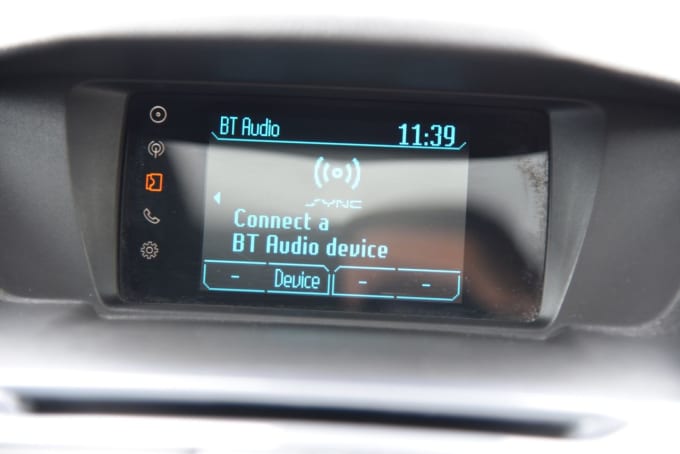 BT Audio 11:39
SYNC
Connect a
BT Audio device
- Device - -